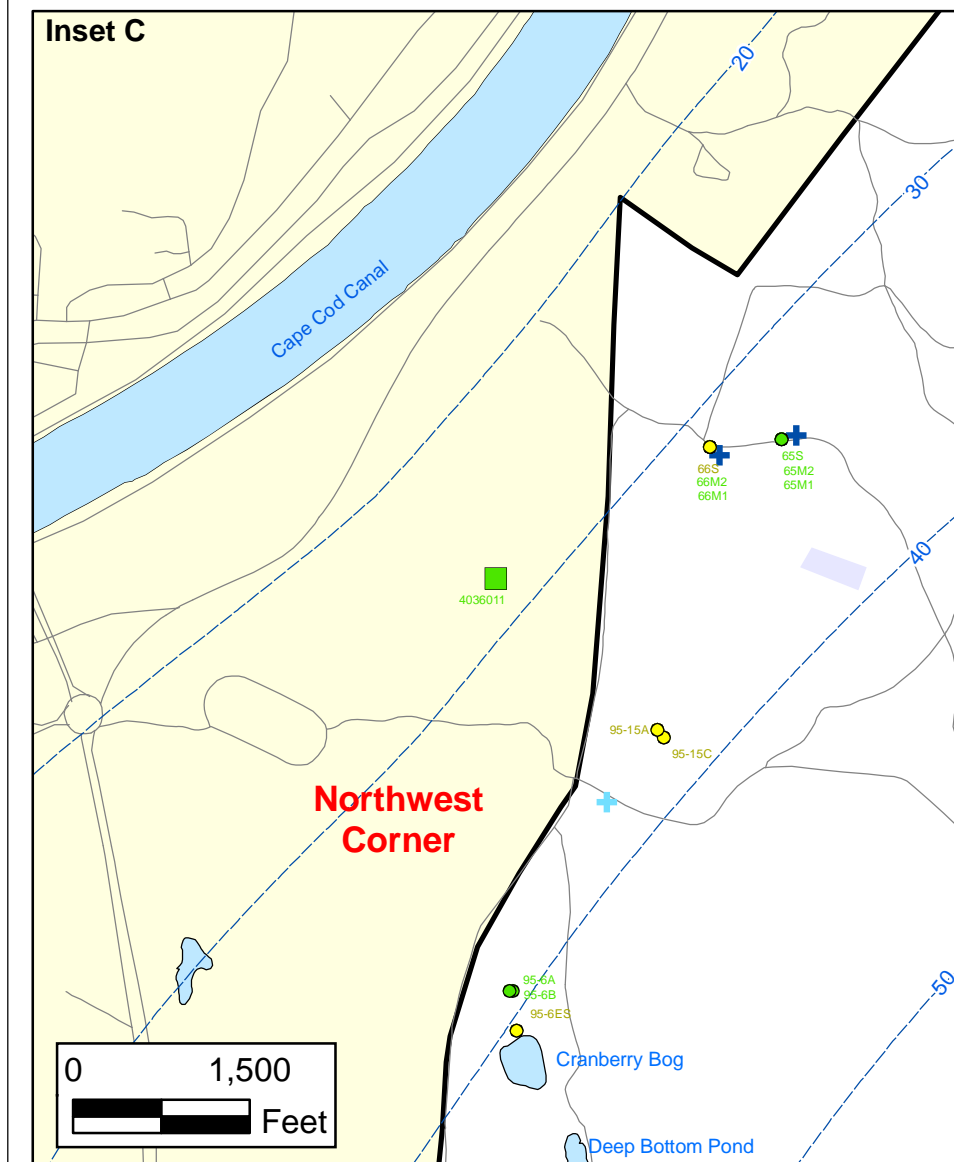 Inset C
20
30
Cape Cod Canal
66S
66M2
66M1
65S
65M2
65M1
40
4036011
95-15A
95-15C
Northwest
Corner
95-6A
95-6B
95-6ES
50
Cranberry Bog
0 1,500
Feet
Deep Bottom Pond